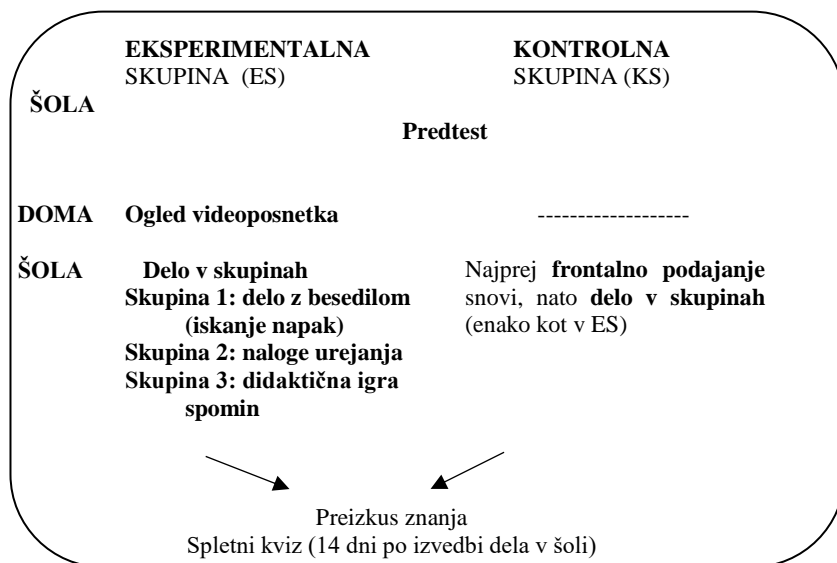 EKSPERIMENTALNA KONTROLNA
SKUPINA (ES) SKUPINA (KS)
ŠOLA
Predtest
DOMA Ogled videoposnetka -------------------
ŠOLA Delo v skupinah Najprej frontalno podajanje
Skupina 1: delo z besedilom snovi, nato delo v skupinah
(iskanje napak) (enako kot v ES)
Skupina 2: naloge urejanja
Skupina 3: didaktična igra
spomin
Preizkus znanja
Spletni kviz (14 dni po izvedbi dela v šoli)